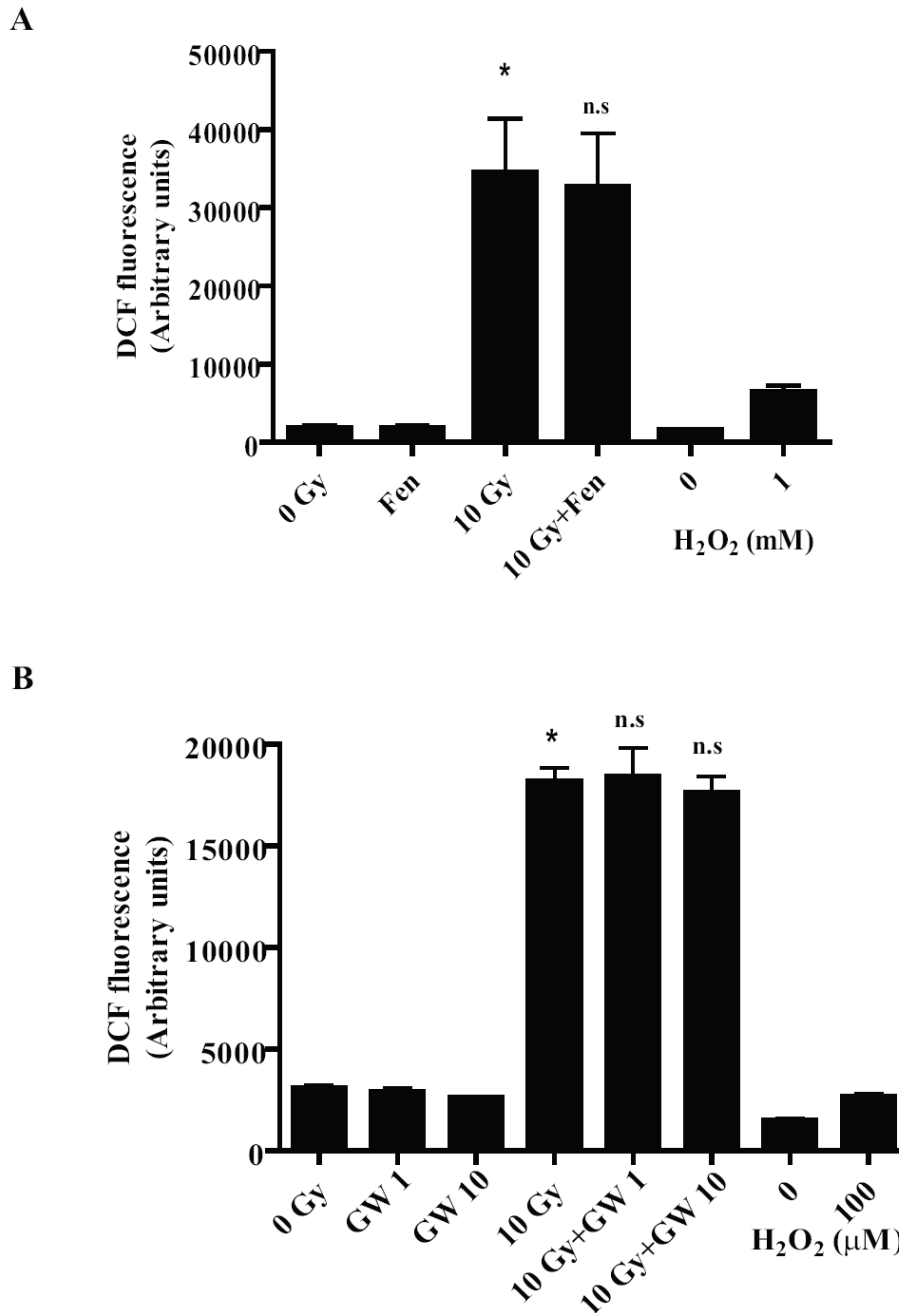 A
50000
40000
30000
20000
10000
0
DCF fluorescence
(Arbitrary units)
*
n.s
0 Gy
Fen
10 Gy
10 Gy+Fen
0
1
H₂O₂ (mM)
B
20000
15000
10000
5000
0
DCF fluorescence
(Arbitrary units)
*
n.s
n.s
0 Gy
GW 1
GW 10
10 Gy
10 Gy+GW 1
10 Gy+GW 10
0
100
H₂O₂ (μM)